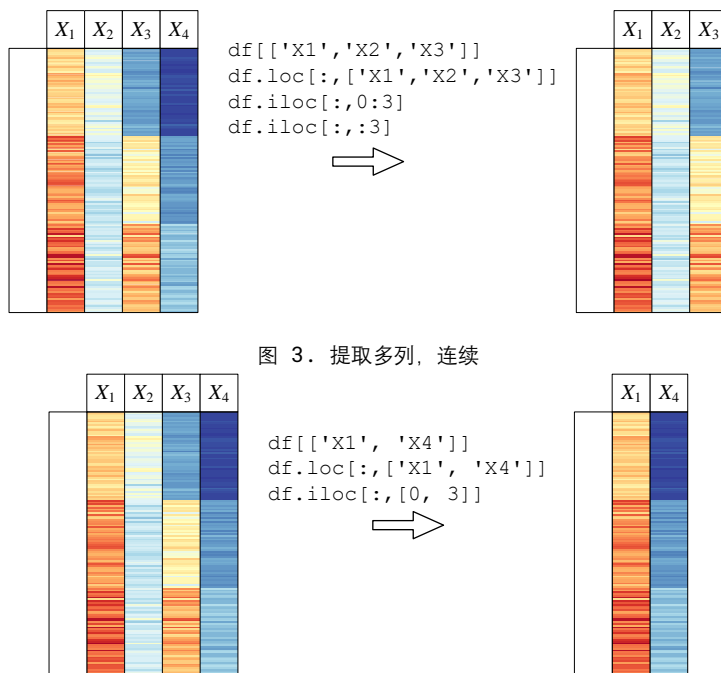 X1 X2 X3 X4
df[['X1','X2','X3']]
df.loc[:,['X1','X2','X3']]
df.iloc[:,0:3]
df.iloc[:,:3]
X1 X2 X3
图 3. 提取多列，连续
X1 X2 X3 X4
df[['X1', 'X4']]
df.loc[:,['X1', 'X4']]
df.iloc[:,[0, 3]]
X1 X4